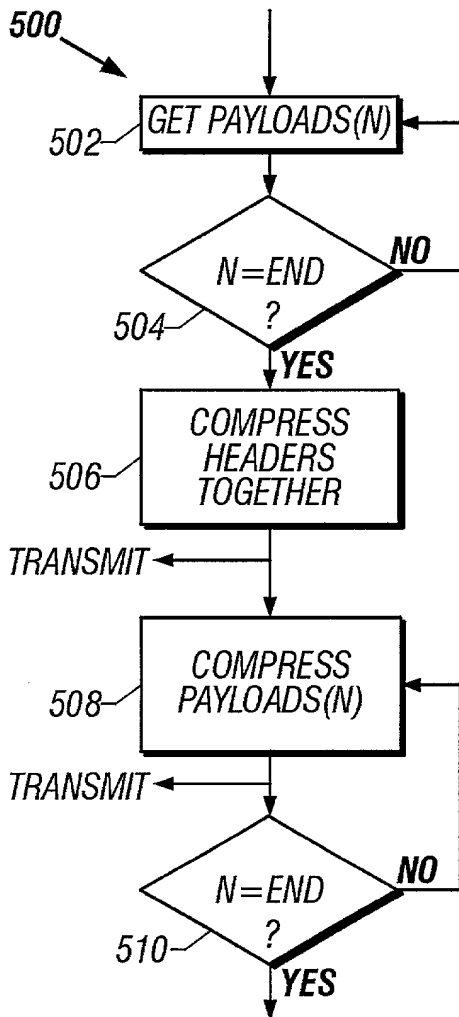 500
GET PAYLOADS(N)
502
NO
N=END
?
504
YES
COMPRESS
HEADERS
TOGETHER
506
TRANSMIT
COMPRESS
PAYLOADS(N)
508
TRANSMIT
NO
N=END
?
510
YES